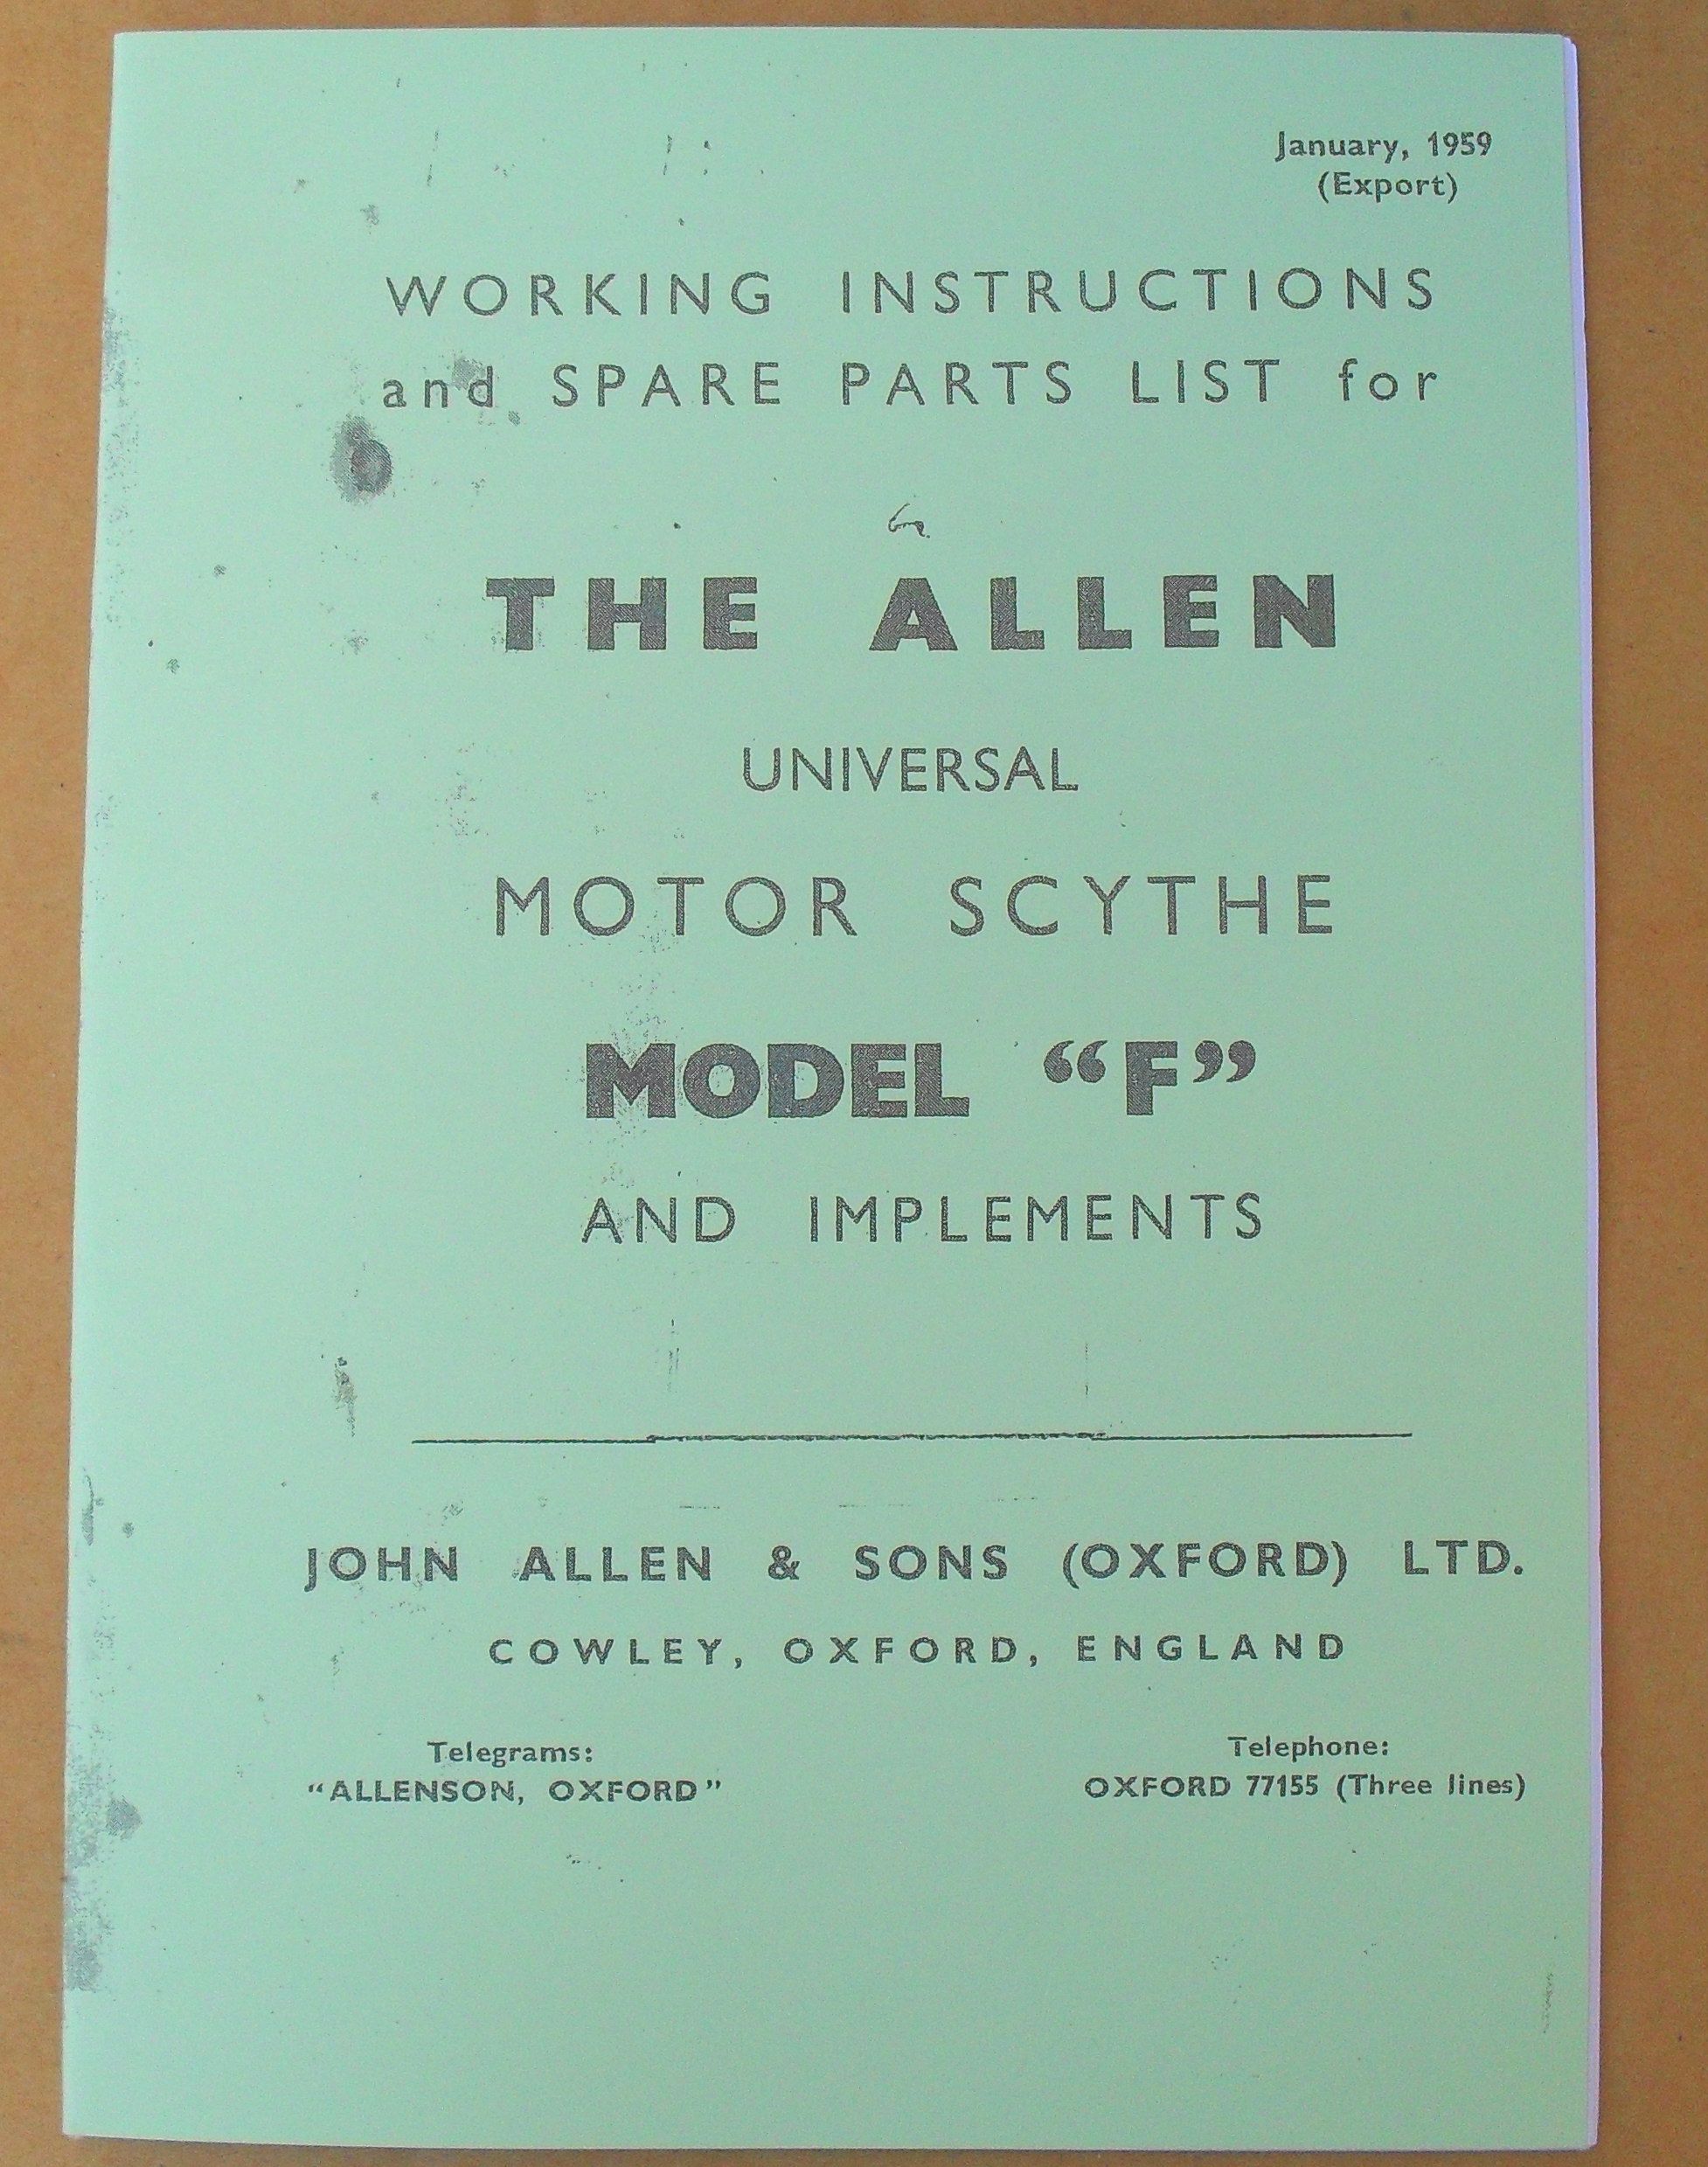 January, 1959
(Export)
WORKING INSTRUCTIONS
and SPARE PARTS LIST for
THE ALLEN
UNIVERSAL
MOTOR SCYTHE
MODEL “F”
AND IMPLEMENTS
JOHN ALLEN & SONS (OXFORD) LTD.
COWLEY, OXFORD, ENGLAND
Telegrams:
“ALLENSON, OXFORD”
Telephone:
OXFORD 77155 (Three lines)